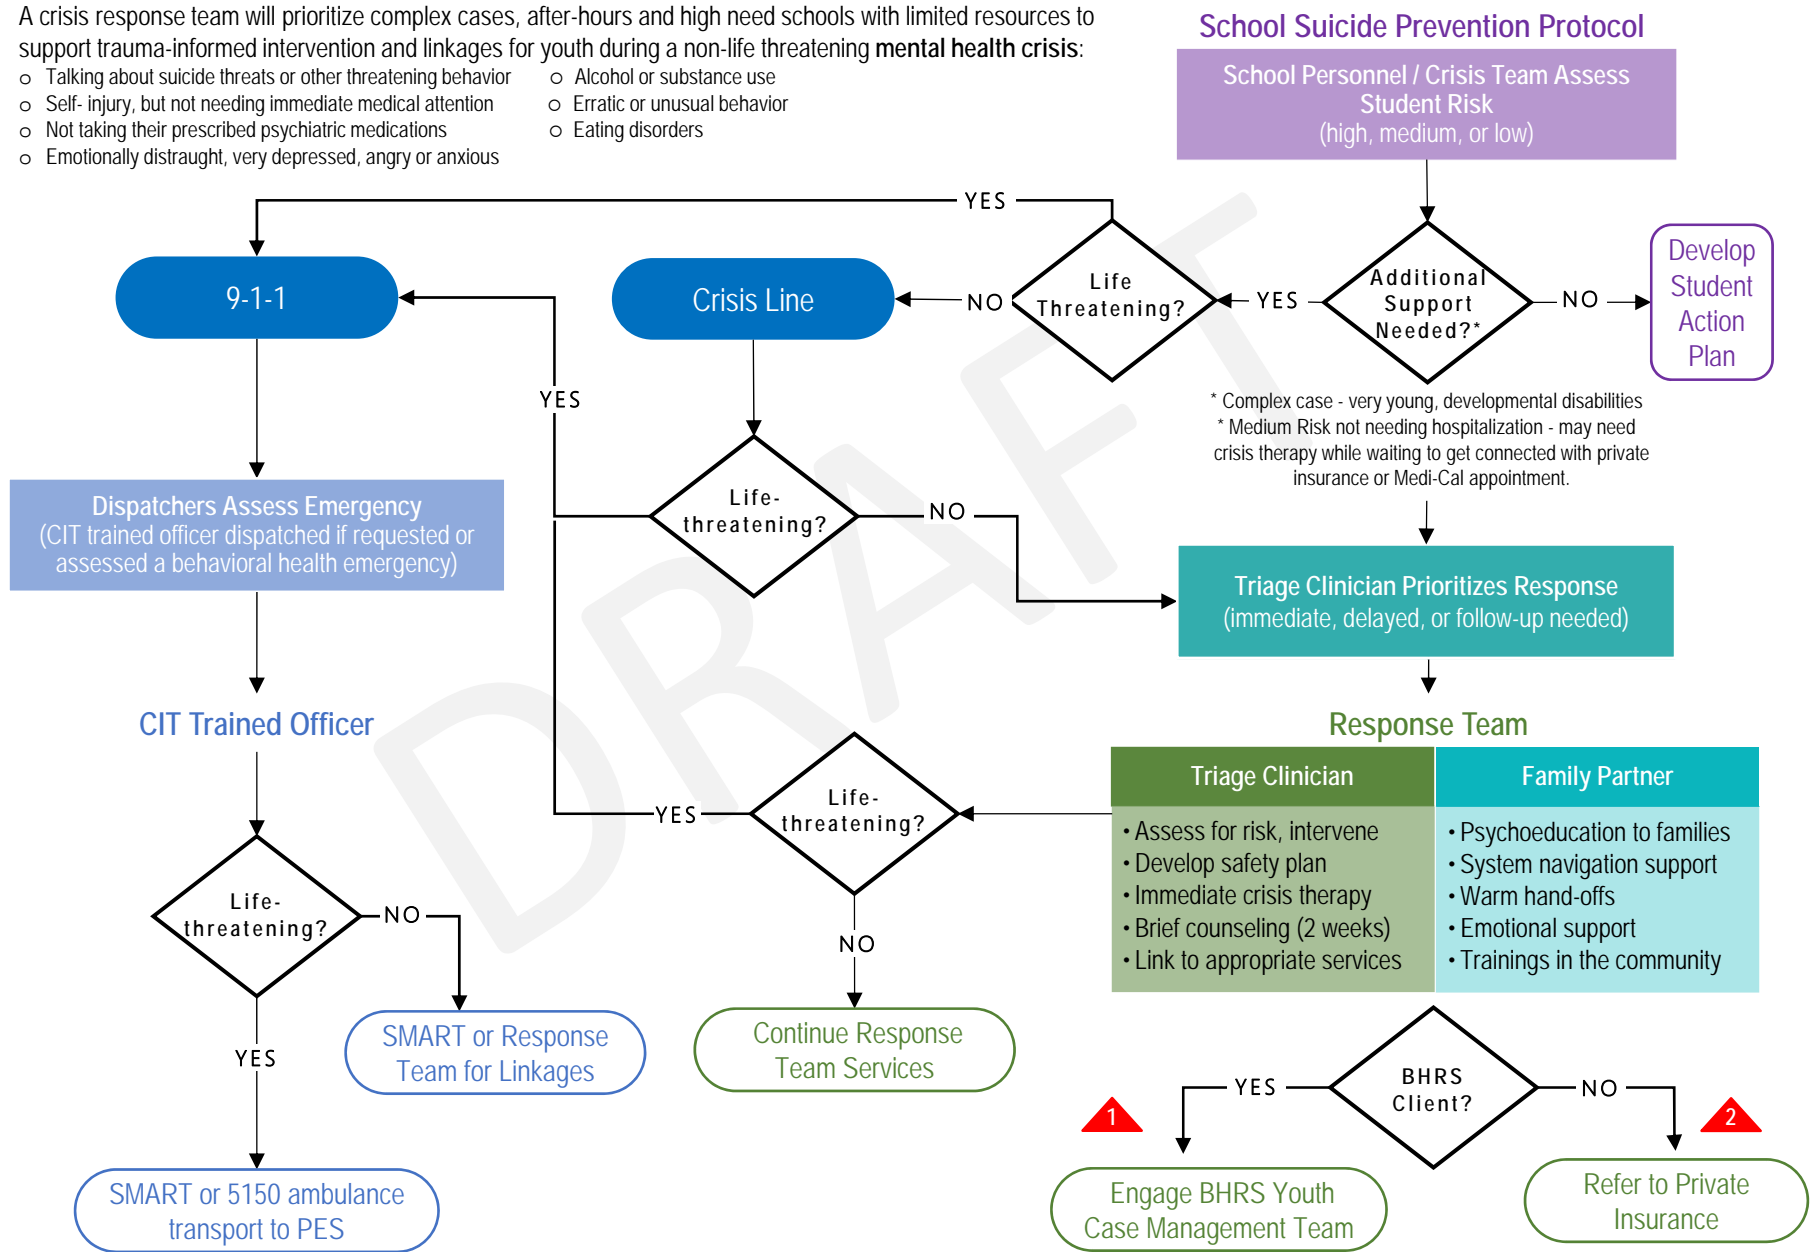 A crisis response team will prioritize complex cases, after-hours and high need schools with limited resources to
support trauma-informed intervention and linkages for youth during a non-life threatening mental health crisis:
o Talking about suicide threats or other threatening behavior
o Self- injury, but not needing immediate medical attention
o Not taking their prescribed psychiatric medications
o Emotionally distraught, very depressed, angry or anxious
o Alcohol or substance use
o Erratic or unusual behavior
o Eating disorders
School Suicide Prevention Protocol
School Personnel / Crisis Team Assess
Student Risk
(high, medium, or low)
YES
9-1-1
Crisis Line
NO
Life
Threatening?
YES
Additional
Support
Needed?*
NO
Develop
Student
Action
Plan
YES
* Complex case - very young, developmental disabilities
* Medium Risk not needing hospitalization - may need
crisis therapy while waiting to get connected with private
insurance or Medi-Cal appointment.
Dispatchers Assess Emergency
(CIT trained officer dispatched if requested or
assessed a behavioral health emergency)
Life-
threatening?
NO
Triage Clinician Prioritizes Response
(immediate, delayed, or follow-up needed)
DRAFT
CIT Trained Officer
Response Team
Triage Clinician
• Assess for risk, intervene
• Develop safety plan
• Immediate crisis therapy
• Brief counseling (2 weeks)
• Link to appropriate services
Family Partner
• Psychoeducation to families
• System navigation support
• Warm hand-offs
• Emotional support
• Trainings in the community
YES
Life-
threatening?
NO
Life-
threatening?
NO
YES
SMART or Response
Team for Linkages
Continue Response
Team Services
BHRS
Client?
YES
NO
1
2
SMART or 5150 ambulance
transport to PES
Engage BHRS Youth
Case Management Team
Refer to Private
Insurance